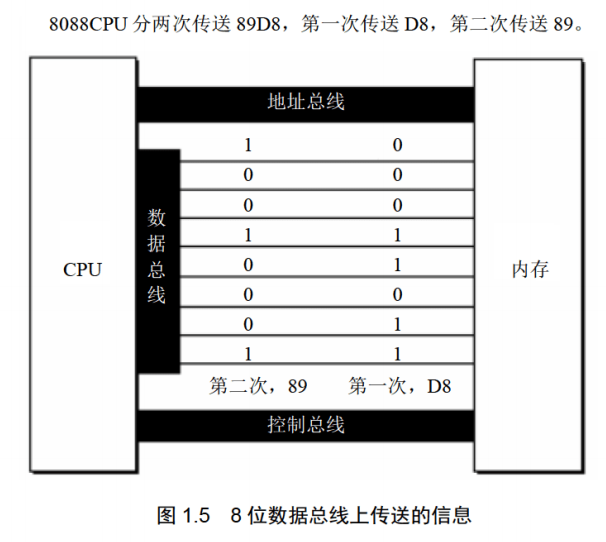 8088CPU 分两次传送 89D8，第一次传送 D8，第二次传送 89。
地址总线
1 0
0 0
0 0
1 1
0 1
0 0
0 1
1 1
数据总线
CPU
内存
第二次，89 第一次，D8
控制总线
图 1.5 8 位数据总线上传送的信息